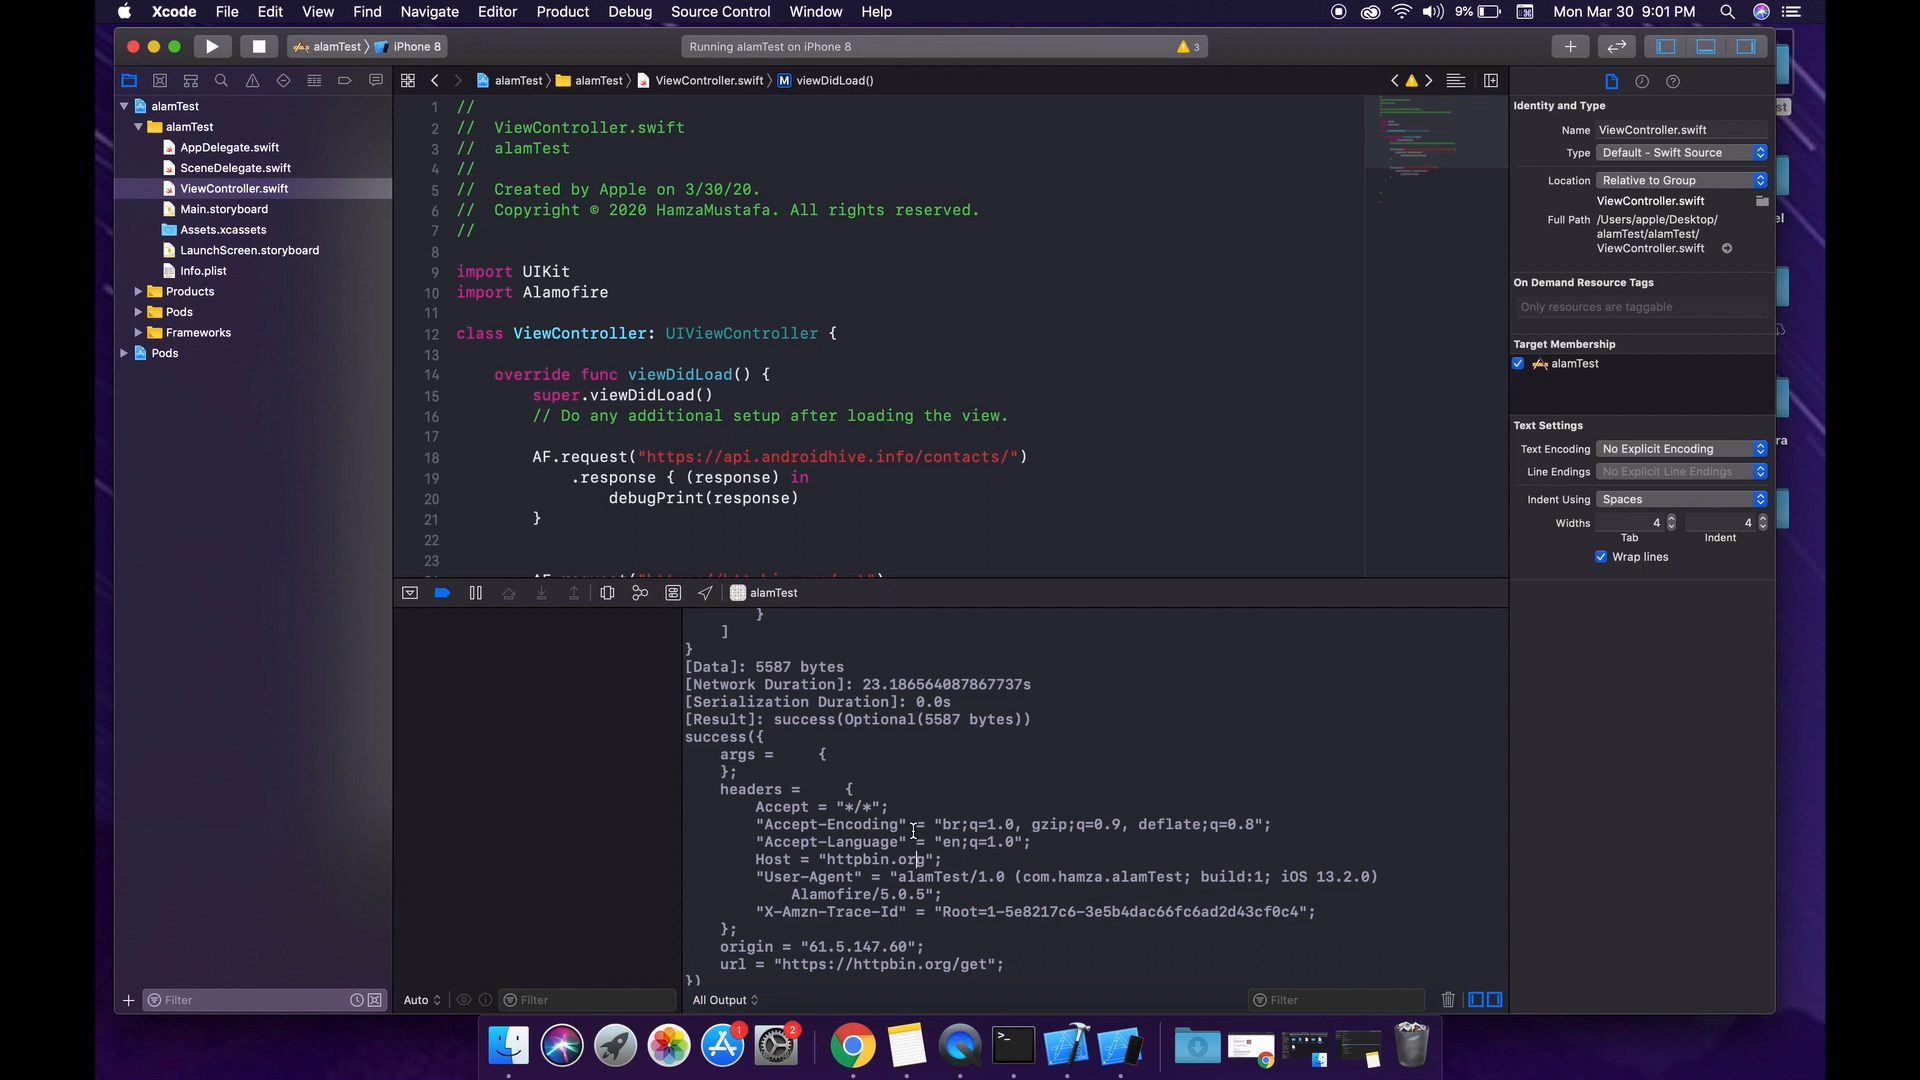 Xcode File Edit View Find Navigate Editor Product Debug Source Control Window Help 9% Mon Mar 30 9:01 PM
alamTest iPhone 8 Running alamTest on iPhone 8 3
alamTest alamTest ViewController.swift M viewDidLoad()
alamTest
alamTest
AppDelegate.swift
SceneDelegate.swift
ViewController.swift
Main.storyboard
Assets.xcassets
LaunchScreen.storyboard
Info.plist
Products
Pods
Frameworks
Pods
Filter
1 //
2 // ViewController.swift
3 // alamTest
4 //
5 // Created by Apple on 3/30/20.
6 // Copyright © 2020 HamzaMustafa. All rights reserved.
7 //
8
9 import UIKit
10 import Alamofire
11
12 class ViewController: UIViewController {
13
14 override func viewDidLoad() {
15 super.viewDidLoad()
16 // Do any additional setup after loading the view.
17
18 AF.request("https://api.androidhive.info/contacts/")
19 .response { (response) in
20 debugPrint(response)
21 }
22
23
alamTest
}
]
}
[Data]: 5587 bytes
[Network Duration]: 23.186564087867737s
[Serialization Duration]: 0.0s
[Result]: success(Optional(5587 bytes))
success({
args = {
};
headers = {
Accept = "*/*";
"Accept-Encoding" = "br;q=1.0, gzip;q=0.9, deflate;q=0.8";
"Accept-Language" = "en;q=1.0";
Host = "httpbin.org";
"User-Agent" = "alamTest/1.0 (com.hamza.alamTest; build:1; iOS 13.2.0)
Alamofire/5.0.5";
"X-Amzn-Trace-Id" = "Root=1-5e8217c6-3e5b4dac66fc6ad2d43cf0c4";
};
origin = "61.5.147.60";
url = "https://httpbin.org/get";
})
Auto Filter All Output Filter
Identity and Type
Name ViewController.swift
Type Default - Swift Source
Location Relative to Group
ViewController.swift
Full Path /Users/apple/Desktop/
alamTest/alamTest/
ViewController.swift
On Demand Resource Tags
Only resources are taggable
Target Membership
alamTest
Text Settings
Text Encoding No Explicit Encoding
Line Endings No Explicit Line Endings
Indent Using Spaces
Widths 4 4
Tab Indent
Wrap lines
st
el
ra
1
2